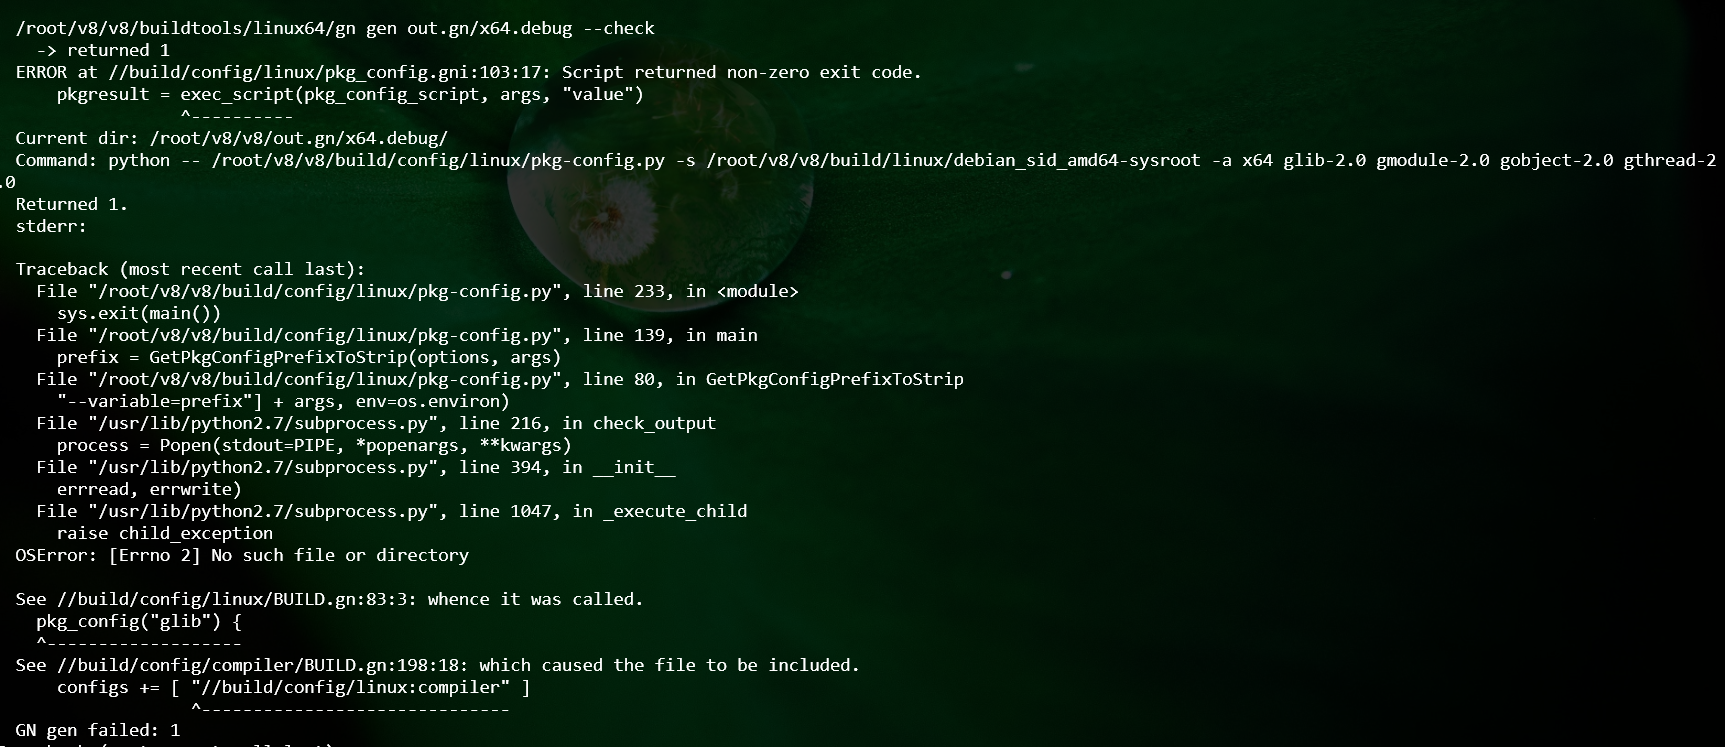 /root/v8/v8/buildtools/linux64/gn gen out.gn/x64.debug --check
  -> returned 1
ERROR at //build/config/linux/pkg_config.gni:103:17: Script returned non-zero exit code.
    pkgresult = exec_script(pkg_config_script, args, "value")
                ^----------
Current dir: /root/v8/v8/out.gn/x64.debug/
Command: python -- /root/v8/v8/build/config/linux/pkg-config.py -s /root/v8/v8/build/linux/debian_sid_amd64-sysroot -a x64 glib-2.0 gmodule-2.0 gobject-2.0 gthread-2
.0
Returned 1.
stderr:

Traceback (most recent call last):
  File "/root/v8/v8/build/config/linux/pkg-config.py", line 233, in <module>
    sys.exit(main())
  File "/root/v8/v8/build/config/linux/pkg-config.py", line 139, in main
    prefix = GetPkgConfigPrefixToStrip(options, args)
  File "/root/v8/v8/build/config/linux/pkg-config.py", line 80, in GetPkgConfigPrefixToStrip
    "--variable=prefix"] + args, env=os.environ)
  File "/usr/lib/python2.7/subprocess.py", line 216, in check_output
    process = Popen(stdout=PIPE, *popenargs, **kwargs)
  File "/usr/lib/python2.7/subprocess.py", line 394, in __init__
    errread, errwrite)
  File "/usr/lib/python2.7/subprocess.py", line 1047, in _execute_child
    raise child_exception
OSError: [Errno 2] No such file or directory

See //build/config/linux/BUILD.gn:83:3: whence it was called.
  pkg_config("glib") {
  ^-------------------
See //build/config/compiler/BUILD.gn:198:18: which caused the file to be included.
    configs += [ "//build/config/linux:compiler" ]
                 ^------------------------------
GN gen failed: 1